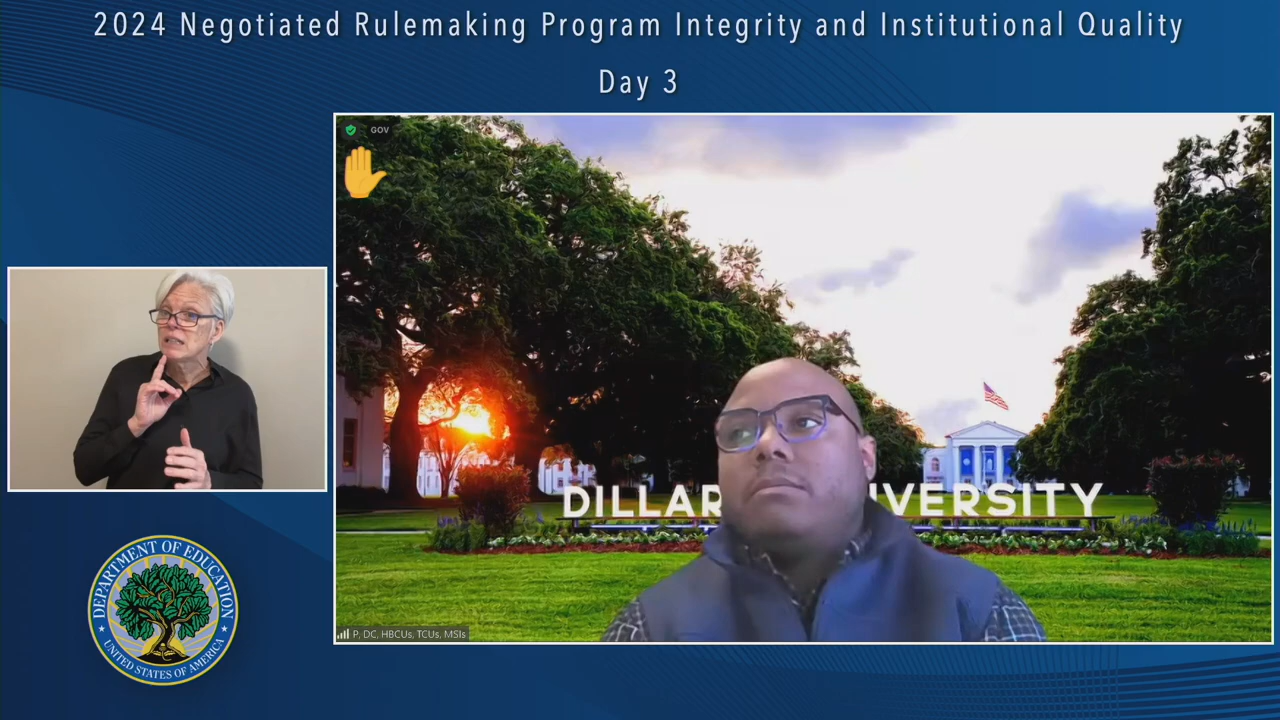 2024 Negotiated Rulemaking Program Integrity and Institutional Quality
Day 3
GOV
DILLAR IVERSITY
P, DC, HBCUs, TCUs, MSIs
DEPARTMENT OF EDUCATION
UNITED STATES OF AMERICA